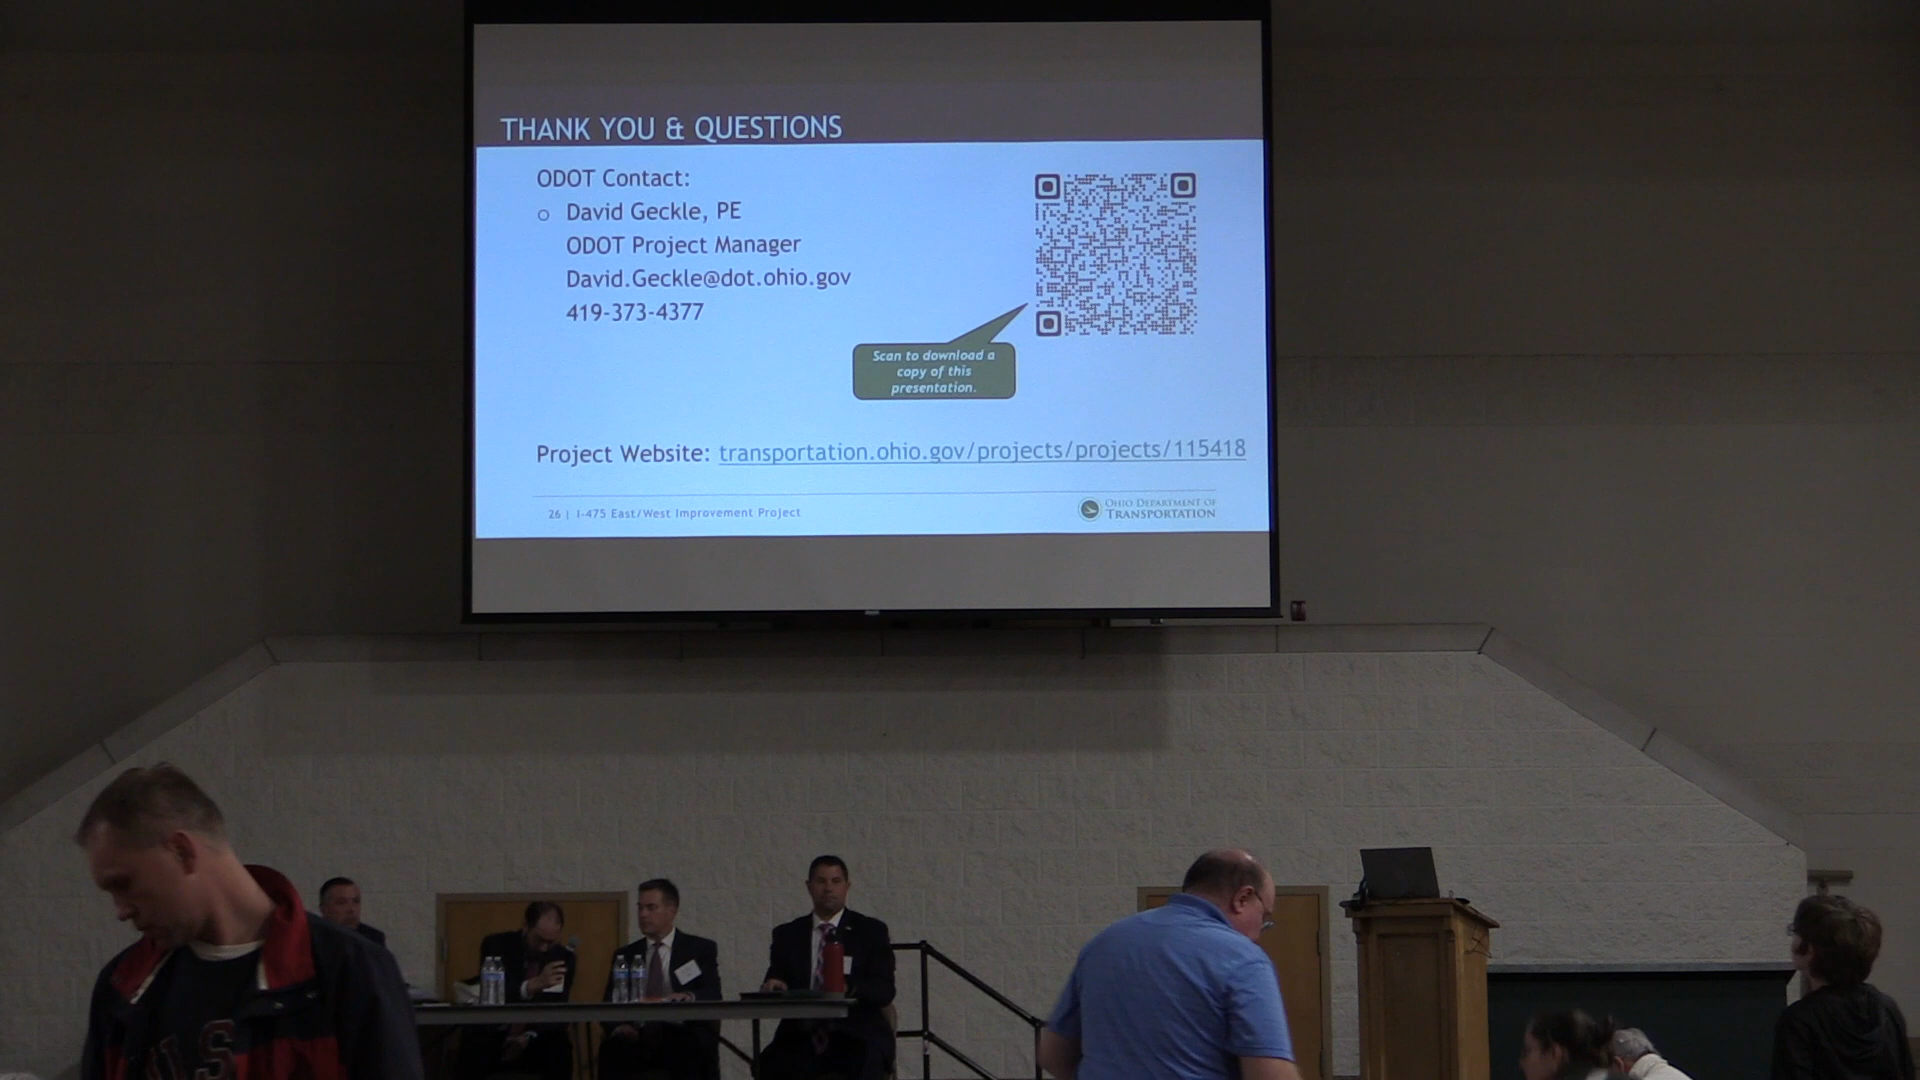 THANK YOU & QUESTIONS
ODOT Contact:
○ David Geckle, PE
ODOT Project Manager
David.Geckle@dot.ohio.gov
419-373-4377
Scan to download a
copy of this
presentation.
Project Website: transportation.ohio.gov/projects/projects/115418
26 | I-475 East/West Improvement Project
OHIO DEPARTMENT OF
TRANSPORTATION